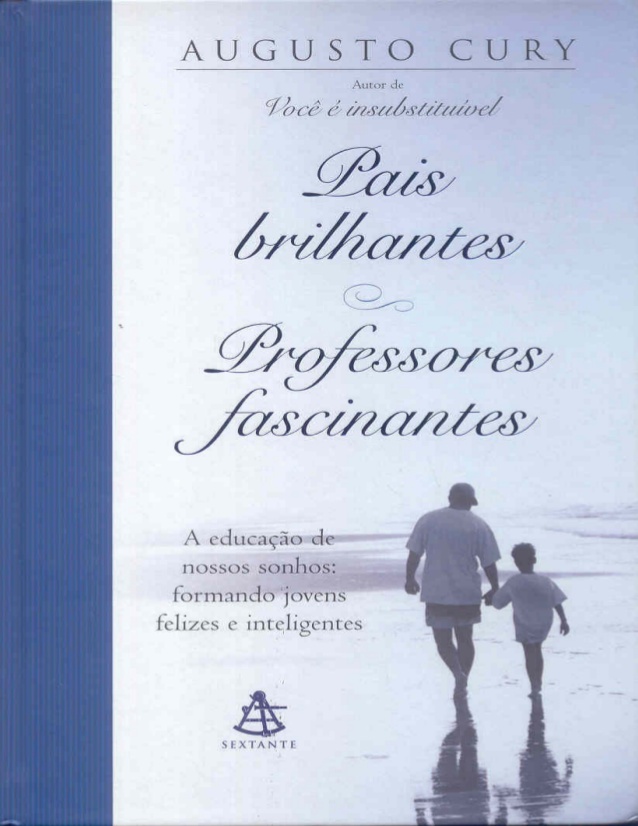 AUGUSTO CURY
Autor de
Você é insubstituível
Pais
brilhantes
Professores
fascinantes
A educação de
nossos sonhos:
formando jovens
felizes e inteligentes
SEXTANTE